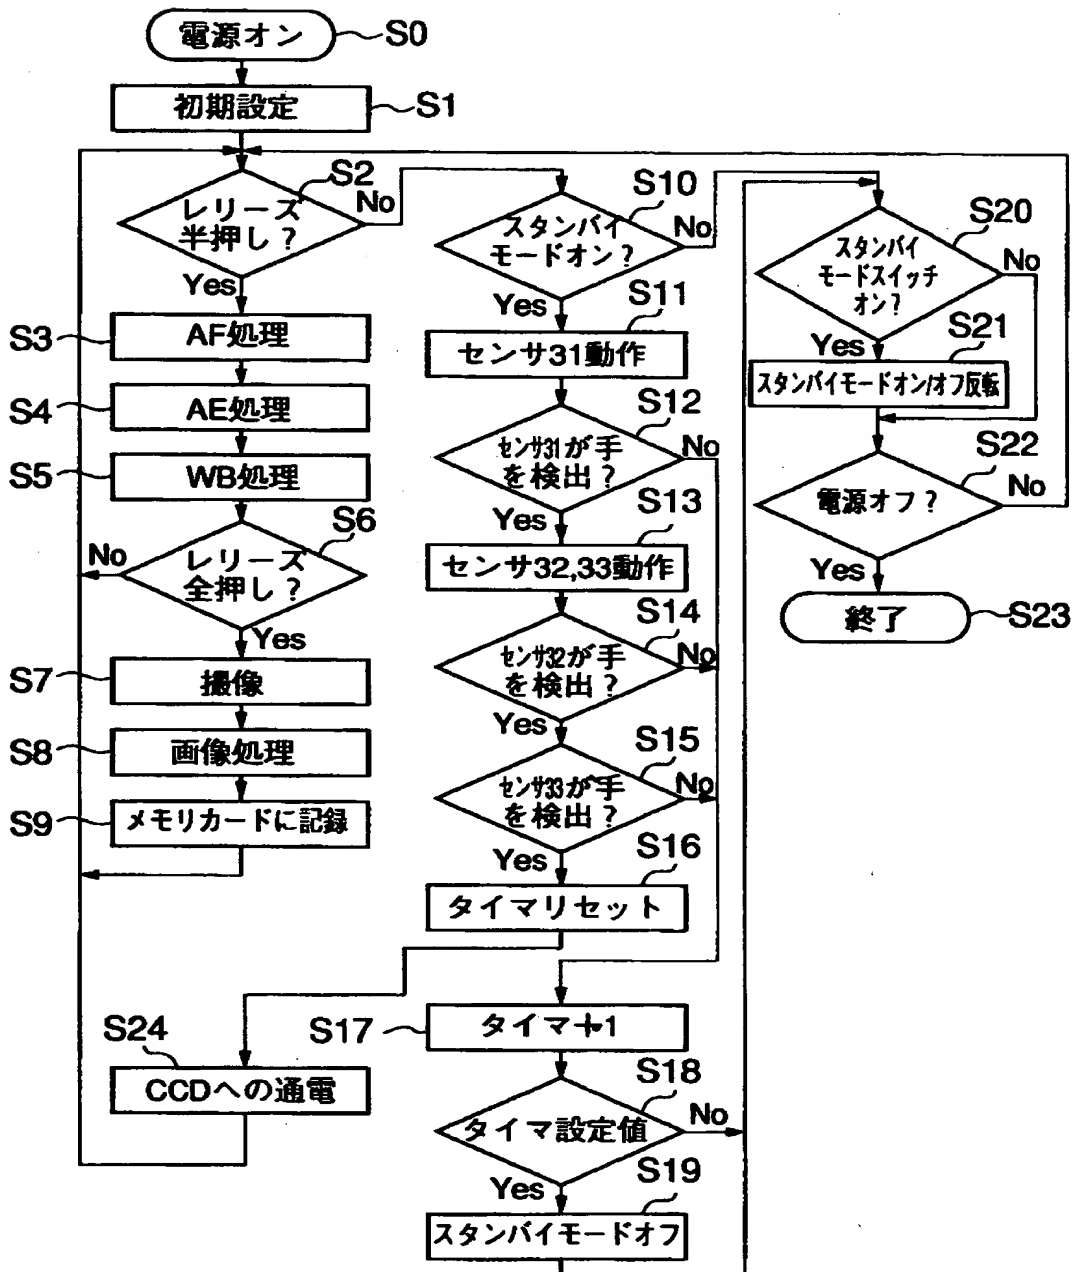 電源オン
S0
初期設定
S1
レリーズ
半押し?
S2
No
Yes
S3
AF処理
S4
AE処理
S5
WB処理
レリーズ
全押し?
S6
No
Yes
S7
撮像
S8
画像処理
S9
メモリカードに記録
スタンバイ
モードオン?
S10
No
Yes
S11
センサ31動作
S12
センサ31が手
を検出?
No
Yes
S13
センサ32,33動作
S14
センサ32が手
を検出?
No
Yes
S15
センサ33が手
を検出?
No
Yes
S16
タイマリセット
S24
CCDへの通電
S17
タイマ+1
S18
タイマ設定値
No
Yes
S19
スタンバイモードオフ
S20
スタンバイ
モードスイッチ
オン?
No
Yes
S21
スタンバイモードオン/オフ反転
S22
電源オフ?
No
Yes
終了
S23